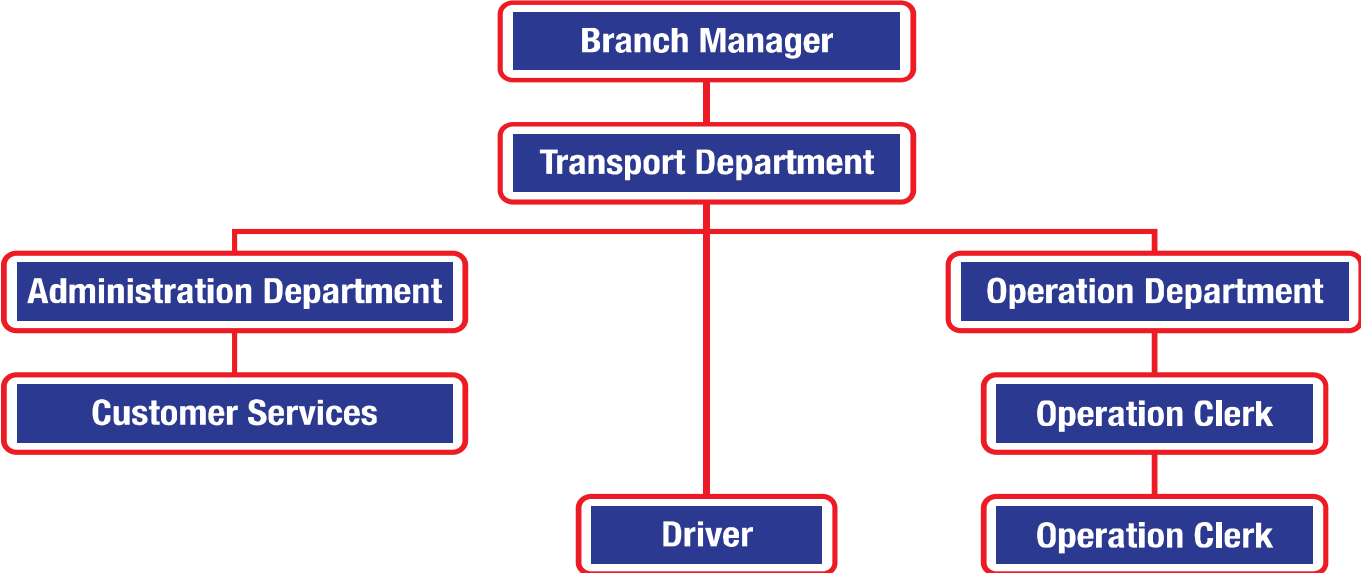 Branch Manager
Transport Department
Administration Department
Operation Department
Customer Services
Operation Clerk
Driver
Operation Clerk